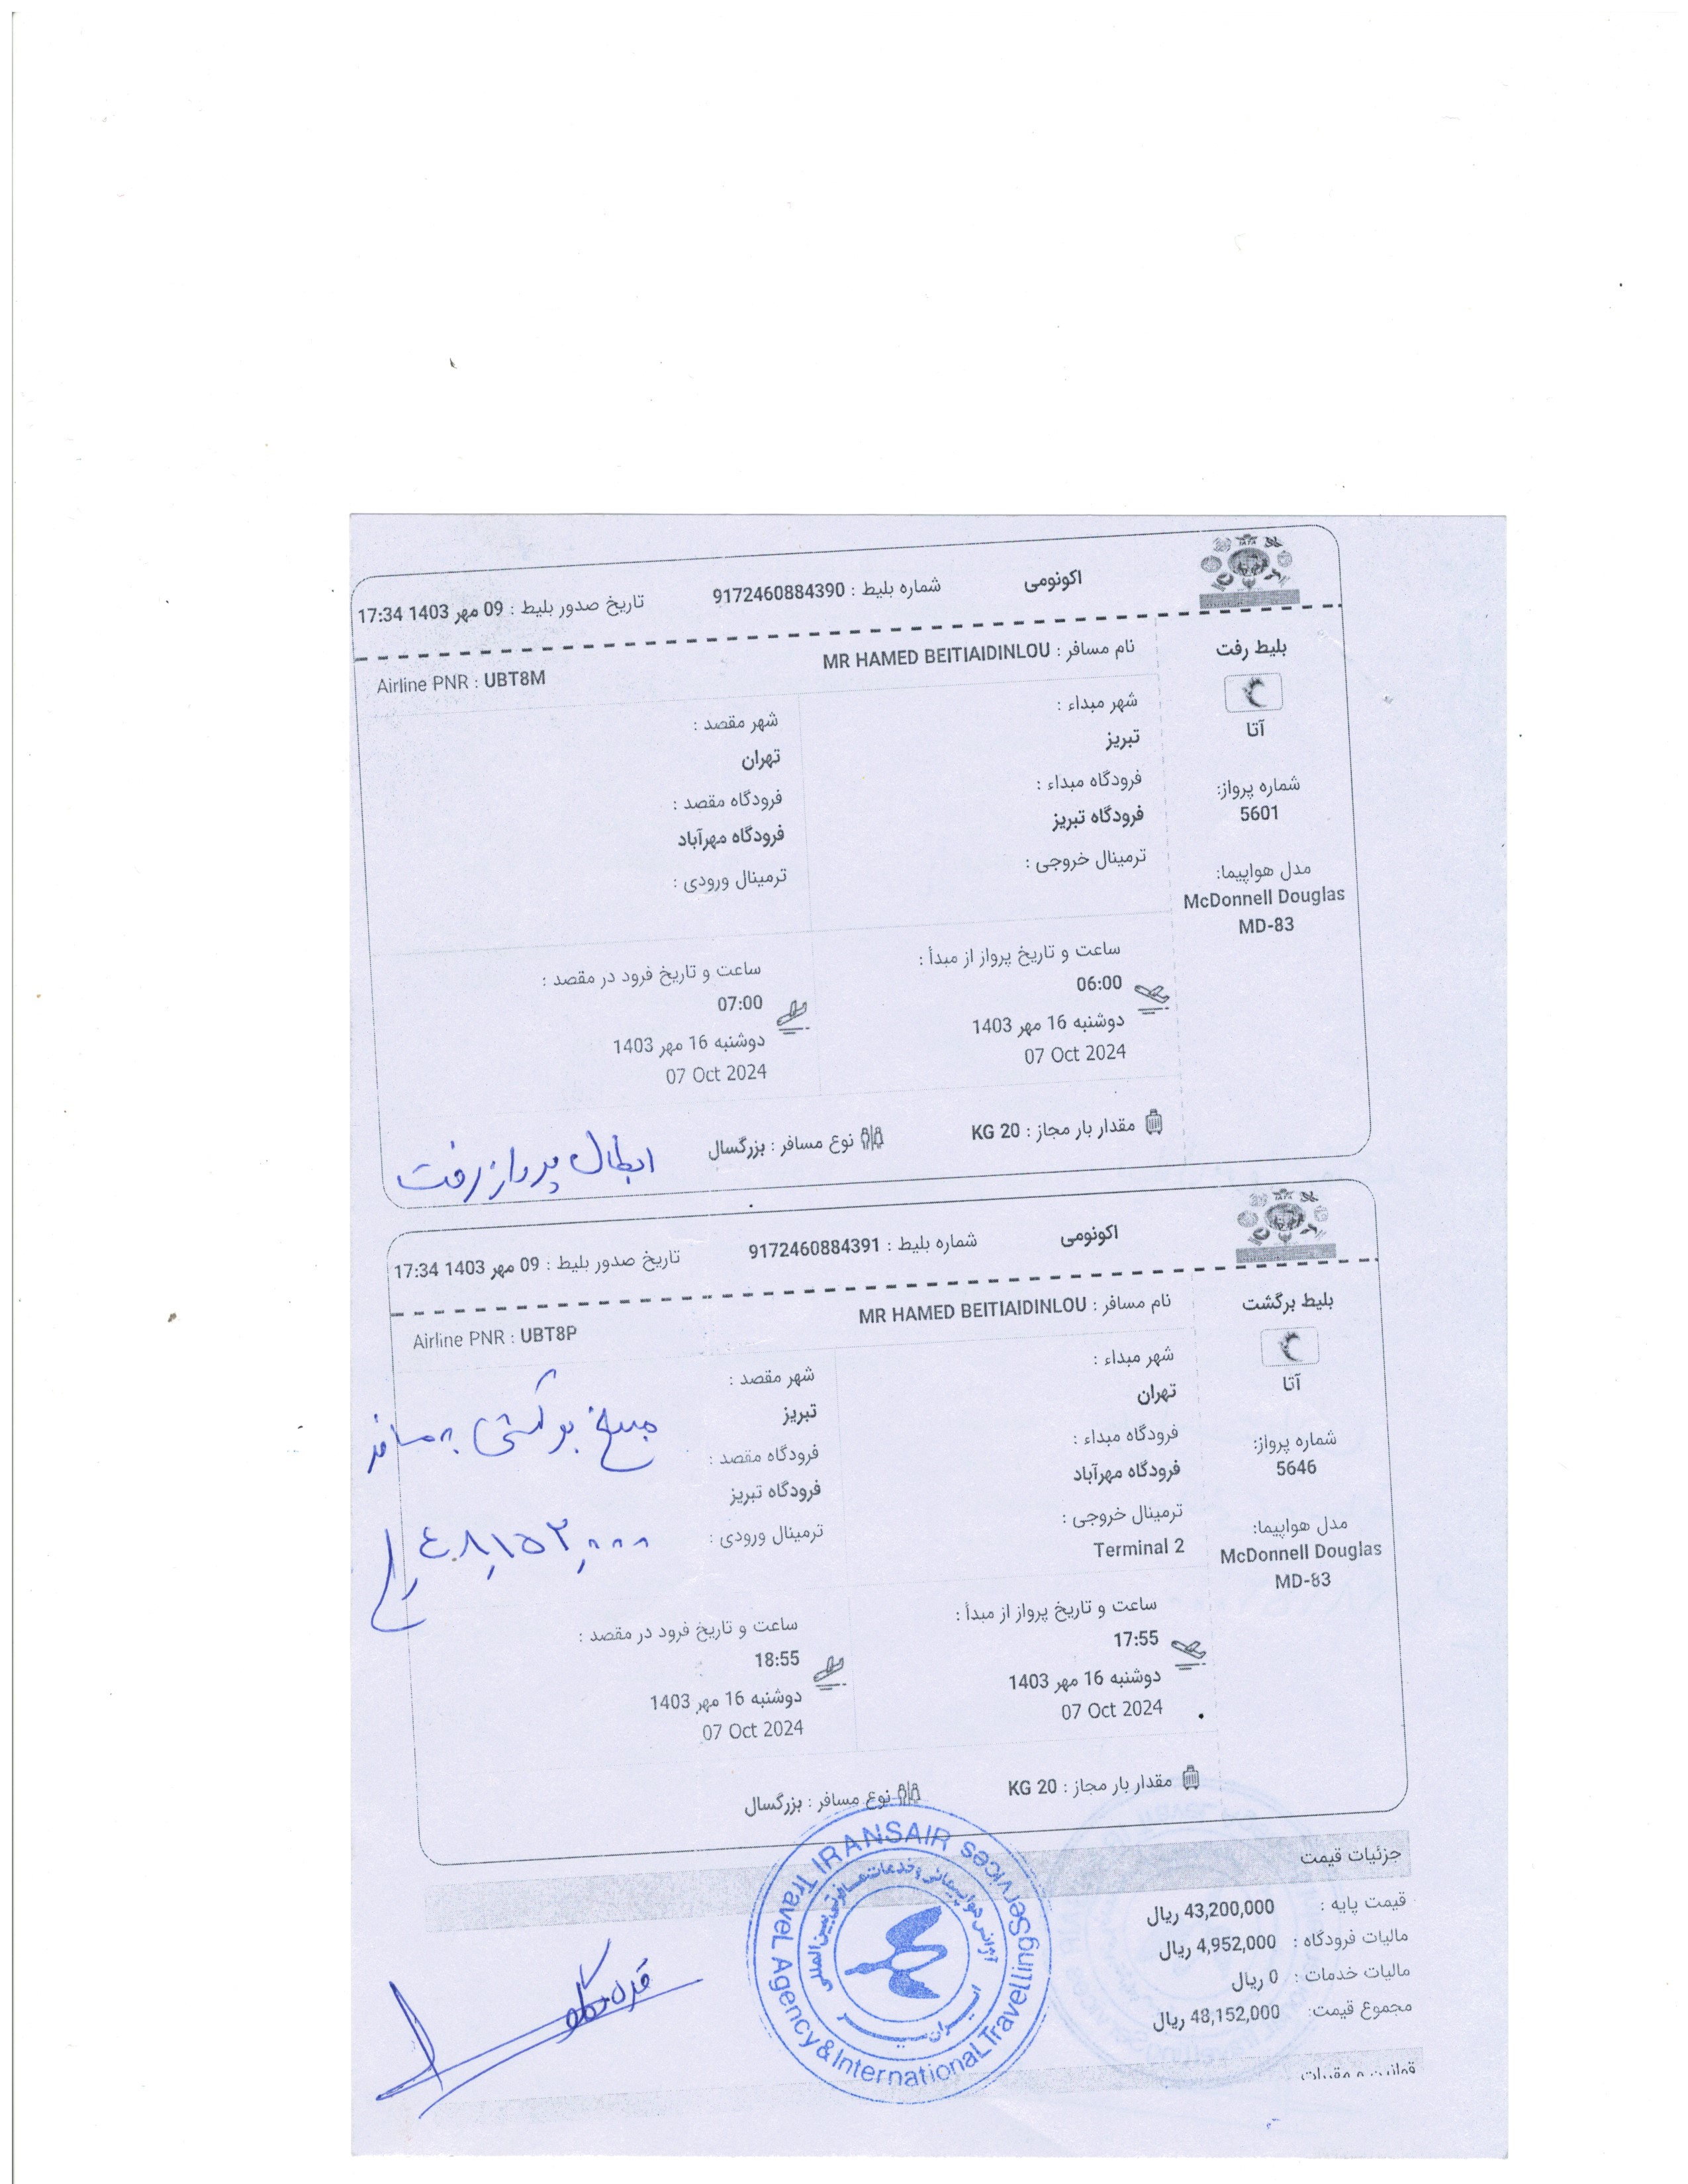 اکونومی
شماره بلیط : 9172460884390
تاریخ صدور بلیط : 09 مهر 1403 17:34
بلیط رفت
نام مسافر : MR HAMED BEITIAIDINLOU
Airline PNR : UBT8M
آتا
شماره پرواز:
5601
مدل هواپیما:
McDonnell Douglas
MD-83
شهر مبداء :
تبریز
فرودگاه مبداء :
فرودگاه تبریز
ترمینال خروجی :
شهر مقصد :
تهران
فرودگاه مقصد :
فرودگاه مهرآباد
ترمینال ورودی :
ساعت و تاریخ پرواز از مبدأ :
06:00
دوشنبه 16 مهر 1403
07 Oct 2024
ساعت و تاریخ فرود در مقصد :
07:00
دوشنبه 16 مهر 1403
07 Oct 2024
مقدار بار مجاز : 20 KG
نوع مسافر : بزرگسال
ابطال پرواز رفت
اکونومی
شماره بلیط : 9172460884391
تاریخ صدور بلیط : 09 مهر 1403 17:34
بلیط برگشت
نام مسافر : MR HAMED BEITIAIDINLOU
Airline PNR : UBT8P
آتا
شماره پرواز:
5646
مدل هواپیما:
McDonnell Douglas
MD-83
شهر مبداء :
تهران
فرودگاه مبداء :
فرودگاه مهرآباد
ترمینال خروجی :
Terminal 2
شهر مقصد :
تبریز
فرودگاه مقصد :
فرودگاه تبریز
ترمینال ورودی :
مبلغ برگشتی به مسافر
۴۸,۱۵۲,۰۰۰
ساعت و تاریخ پرواز از مبدأ :
17:55
دوشنبه 16 مهر 1403
07 Oct 2024
ساعت و تاریخ فرود در مقصد :
18:55
دوشنبه 16 مهر 1403
07 Oct 2024
مقدار بار مجاز : 20 KG
نوع مسافر : بزرگسال
جزئیات قیمت
قیمت پایه : 43,200,000 ریال
مالیات فرودگاه : 4,952,000 ریال
مالیات خدمات : 0 ریال
مجموع قیمت: 48,152,000 ریال
قوانین و مقررات
IRANSAIR Travel Agency & International Travelling Services
آژانس هواپیمائی و خدمات مسافرتی بین المللی
ایران سیر